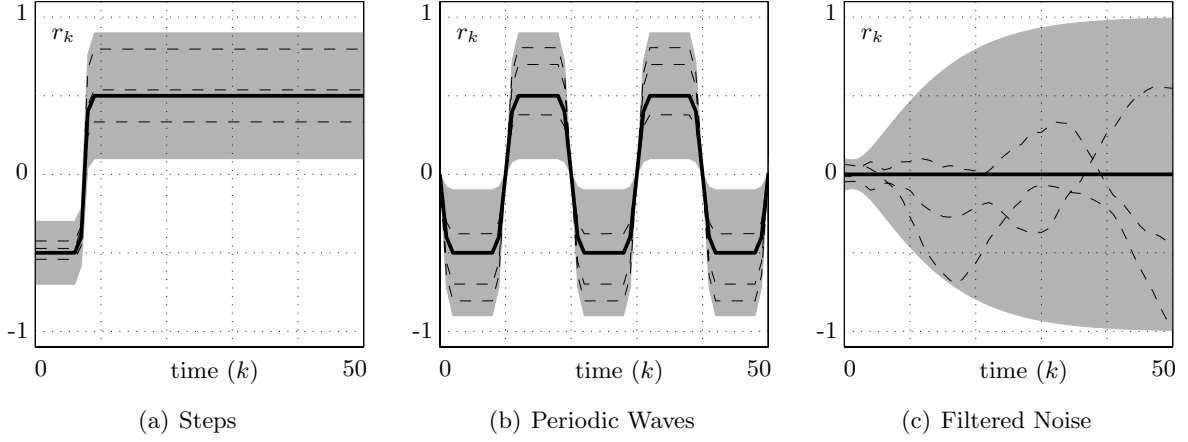 1 1 1
r_k r_k r_k
0 0 0
-1 -1 -1
0 time (k) 50 0 time (k) 50 0 time (k) 50
(a) Steps (b) Periodic Waves (c) Filtered Noise